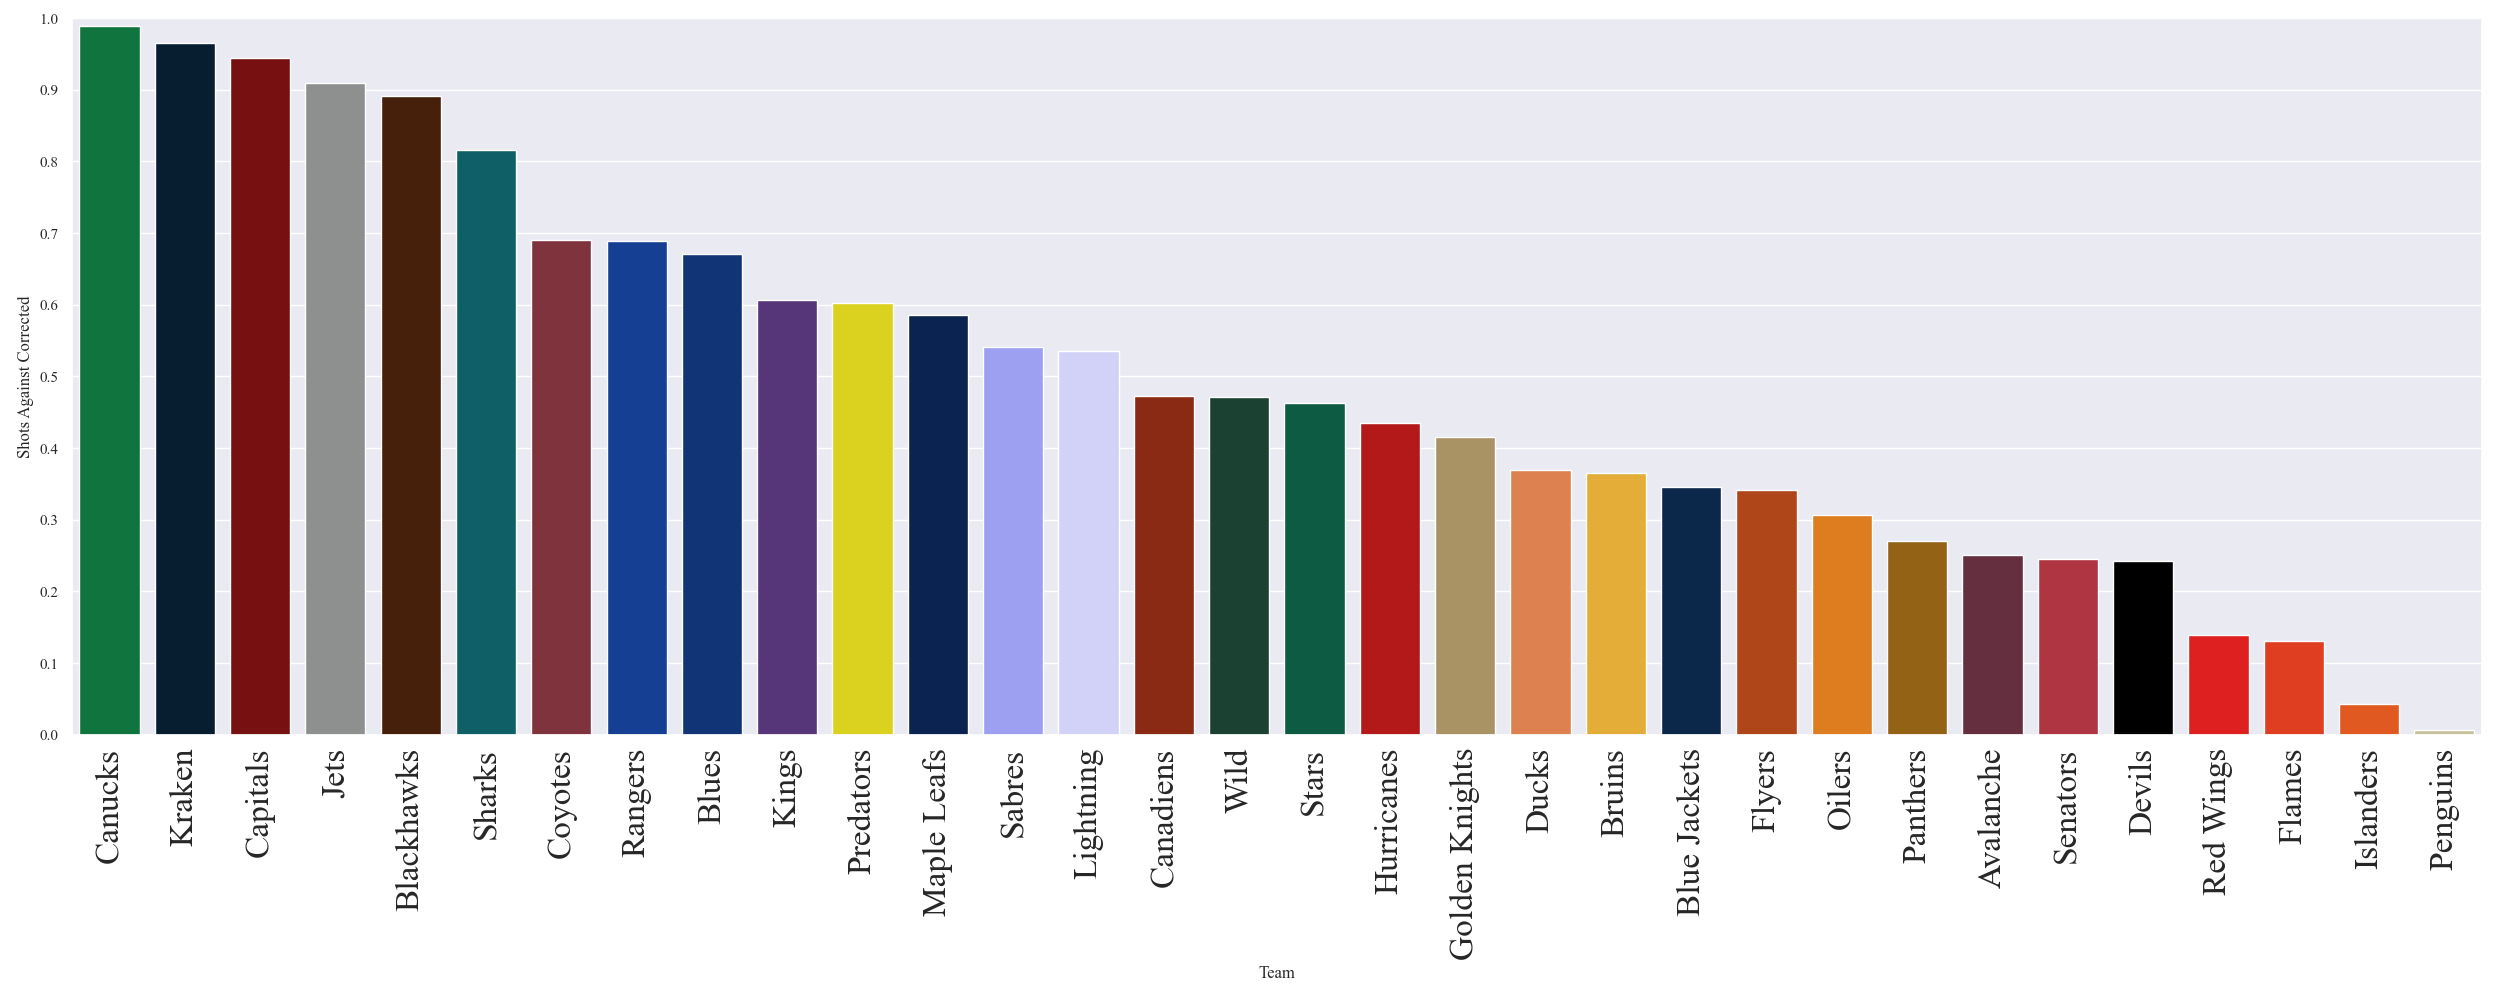 1.0
0.9
0.8
0.7
0.6
0.5
0.4
0.3
0.2
0.1
0.0
Shots Against Corrected
Canucks
Kraken
Capitals
Jets
Blackhawks
Sharks
Coyotes
Rangers
Blues
Kings
Predators
Maple Leafs
Sabres
Lightning
Canadiens
Wild
Stars
Hurricanes
Golden Knights
Ducks
Bruins
Blue Jackets
Flyers
Oilers
Panthers
Avalanche
Senators
Devils
Red Wings
Flames
Islanders
Penguins
Team